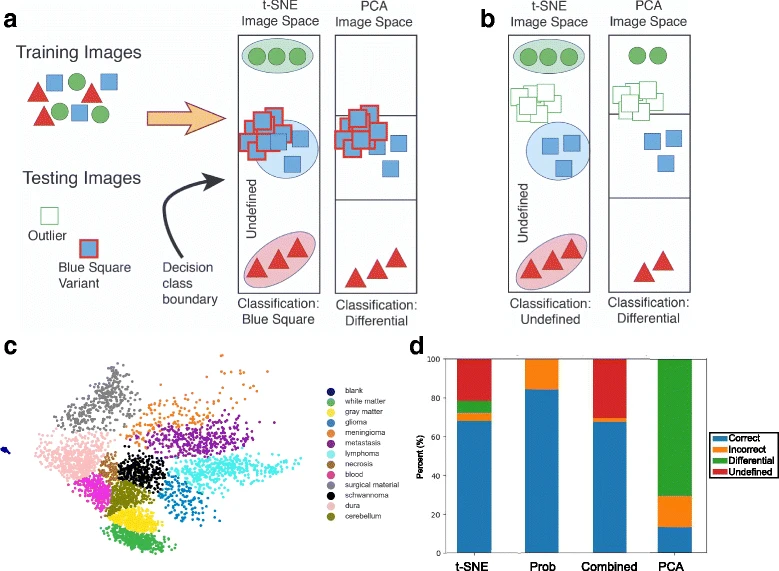 a
Training Images
Testing Images
Outlier
Blue Square
Variant
Decision
class
boundary
t-SNE
Image Space
PCA
Image Space
Undefined
Classification:
Blue Square
Classification:
Differential
b
t-SNE
Image Space
PCA
Image Space
Undefined
Classification:
Undefined
Classification:
Differential
c
blank
white matter
gray matter
glioma
meningioma
metastasis
lymphoma
necrosis
blood
surgical material
schwannoma
dura
cerebellum
d
Percent (%)
100
80
60
40
20
0
t-SNE
Prob
Combined
PCA
Correct
Incorrect
Differential
Undefined